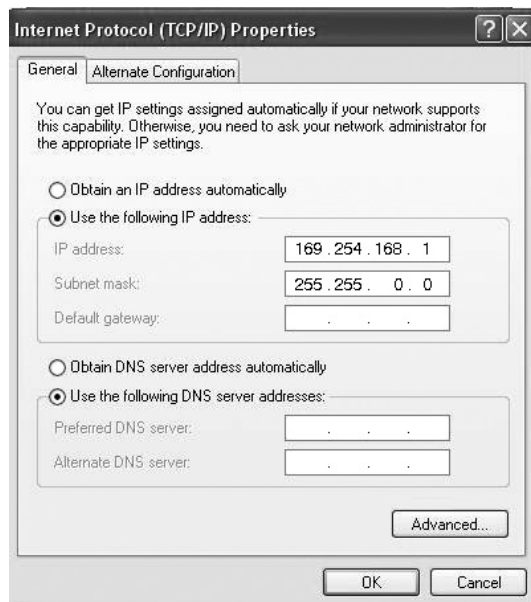 Internet Protocol (TCP/IP) Properties
General
Alternate Configuration
You can get IP settings assigned automatically if your network supports
this capability. Otherwise, you need to ask your network administrator for
the appropriate IP settings.
Obtain an IP address automatically
Use the following IP address:
IP address: 169.254.168.1
Subnet mask: 255.255.0.0
Default gateway:
Obtain DNS server address automatically
Use the following DNS server addresses:
Preferred DNS server:
Alternate DNS server:
Advanced...
OK
Cancel